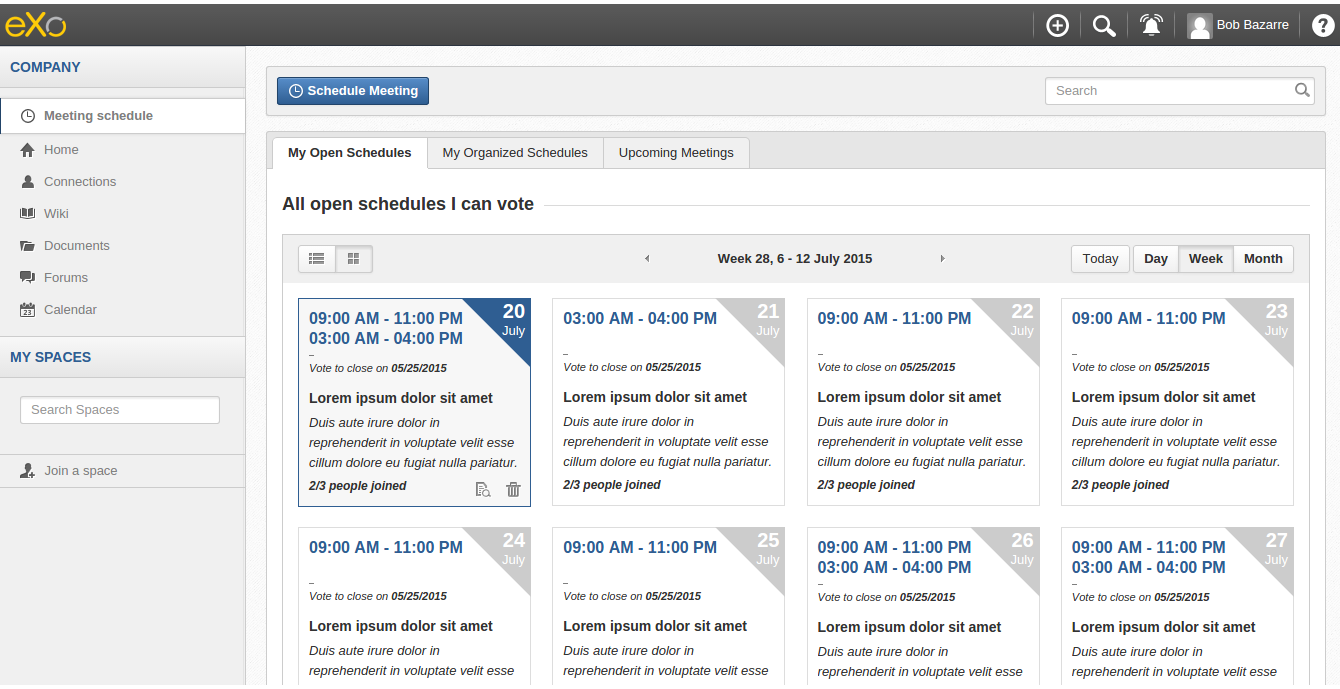 eXo
Bob Bazarre
COMPANY
Meeting schedule
Home
Connections
Wiki
Documents
Forums
23 Calendar
MY SPACES
Search Spaces
Join a space
Schedule Meeting
Search
My Open Schedules My Organized Schedules Upcoming Meetings
All open schedules I can vote
Week 28, 6 - 12 July 2015
Today Day Week Month
09:00 AM - 11:00 PM
03:00 AM - 04:00 PM
20
July
–
Vote to close on 05/25/2015
Lorem ipsum dolor sit amet
Duis aute irure dolor in
reprehenderit in voluptate velit esse
cillum dolore eu fugiat nulla pariatur.
2/3 people joined
03:00 AM - 04:00 PM
21
July
–
Vote to close on 05/25/2015
Lorem ipsum dolor sit amet
Duis aute irure dolor in
reprehenderit in voluptate velit esse
cillum dolore eu fugiat nulla pariatur.
2/3 people joined
09:00 AM - 11:00 PM
22
July
–
Vote to close on 05/25/2015
Lorem ipsum dolor sit amet
Duis aute irure dolor in
reprehenderit in voluptate velit esse
cillum dolore eu fugiat nulla pariatur.
2/3 people joined
09:00 AM - 11:00 PM
23
July
–
Vote to close on 05/25/2015
Lorem ipsum dolor sit amet
Duis aute irure dolor in
reprehenderit in voluptate velit esse
cillum dolore eu fugiat nulla pariatur.
2/3 people joined
09:00 AM - 11:00 PM
24
July
–
Vote to close on 05/25/2015
Lorem ipsum dolor sit amet
Duis aute irure dolor in
reprehenderit in voluptate velit esse
09:00 AM - 11:00 PM
25
July
–
Vote to close on 05/25/2015
Lorem ipsum dolor sit amet
Duis aute irure dolor in
reprehenderit in voluptate velit esse
09:00 AM - 11:00 PM
03:00 AM - 04:00 PM
26
July
–
Vote to close on 05/25/2015
Lorem ipsum dolor sit amet
Duis aute irure dolor in
reprehenderit in voluptate velit esse
09:00 AM - 11:00 PM
03:00 AM - 04:00 PM
27
July
–
Vote to close on 05/25/2015
Lorem ipsum dolor sit amet
Duis aute irure dolor in
reprehenderit in voluptate velit esse